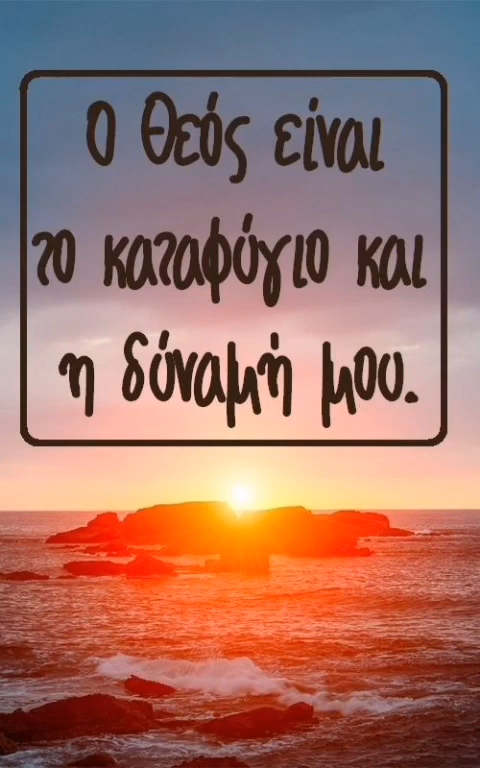 Ο Θεός είναι
το καταφύγιο και
η δύναμή μου.